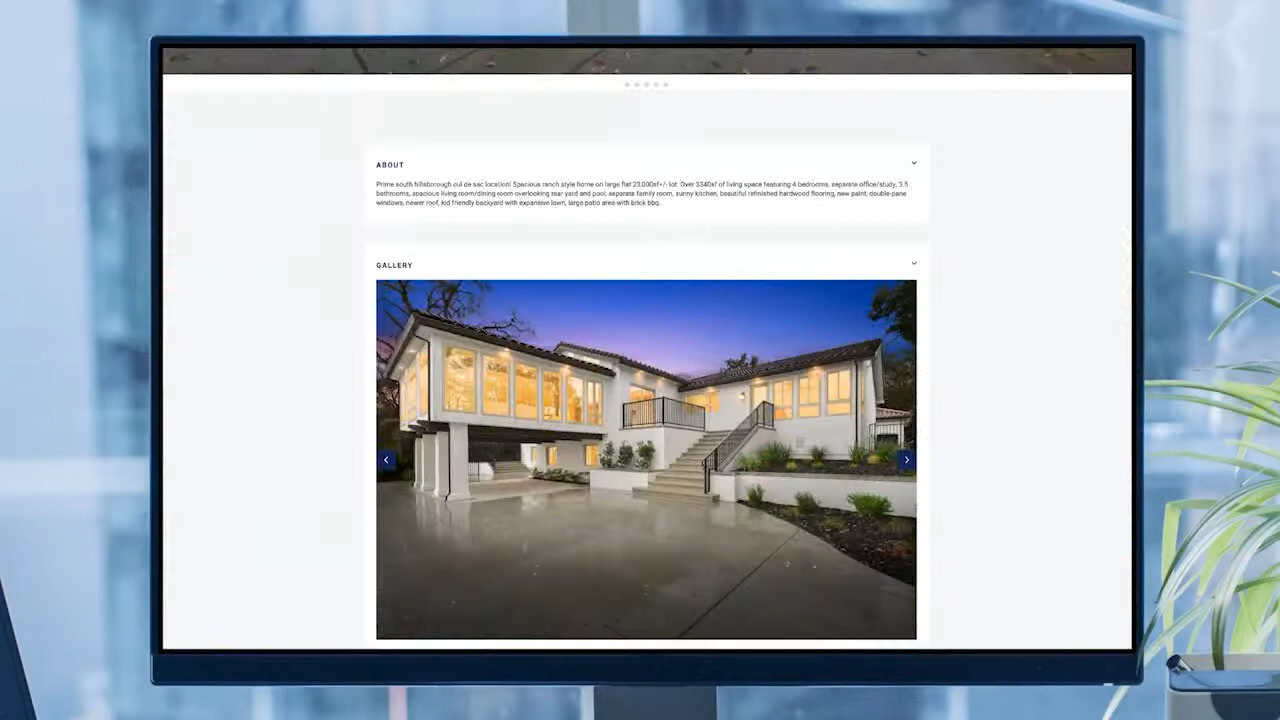 ABOUT
Prime south hillsborough cul de sac location! Spacious ranch style home on large flat 23,000sf+/- lot. Over 3340sf of living space featuring 4 bedrooms, separate office/study, 3.5
bathrooms, spacious living room/dining room overlooking rear yard and pool, separate family room, sunny kitchen, beautiful refinished hardwood flooring, new paint, double-pane
windows, newer roof, kid friendly backyard with expansive lawn, large patio area with brick bbq.
GALLERY